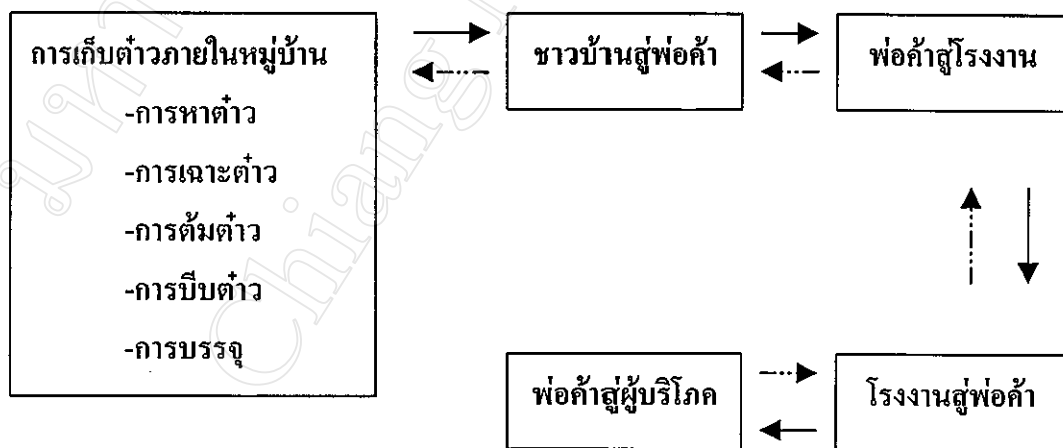 การเก็บต๋าวภายในหมู่บ้าน
-การหาต๋าว
-การเฉาะต๋าว
-การต้มต๋าว
-การบีบต๋าว
-การบรรจุ
ชาวบ้านสู่พ่อค้า
พ่อค้าสู่โรงงาน
โรงงานสู่พ่อค้า
พ่อค้าสู่ผู้บริโภค
Chiang